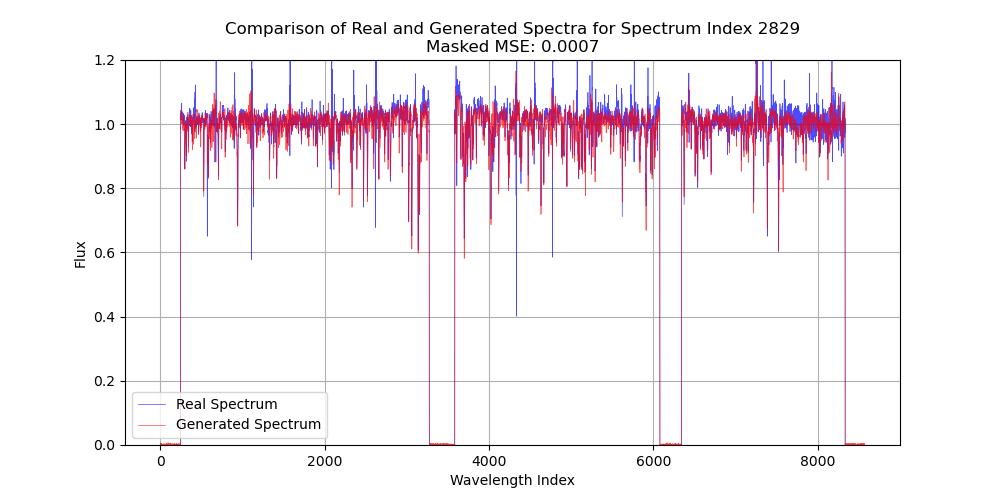 Comparison of Real and Generated Spectra for Spectrum Index 2829
Masked MSE: 0.0007
1.2
1.0
0.8
0.6
0.4
0.2
0.0
Flux
Real Spectrum
Generated Spectrum
0 2000 4000 6000 8000
Wavelength Index